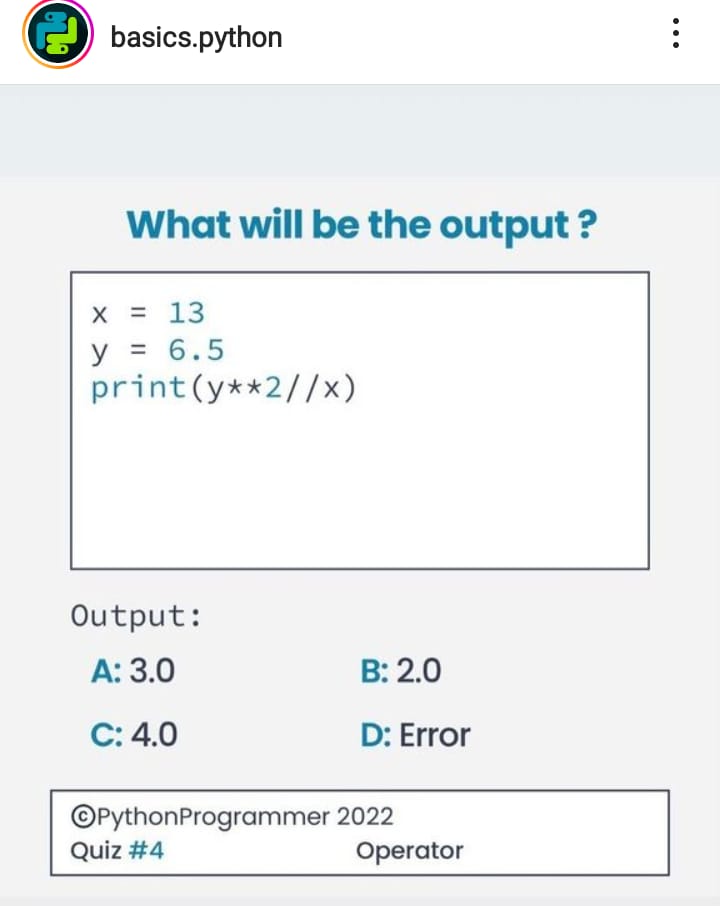 basics.python
What will be the output ?
x = 13
y = 6.5
print(y**2//x)
Output:
A: 3.0 B: 2.0
C: 4.0 D: Error
©PythonProgrammer 2022
Quiz #4 Operator